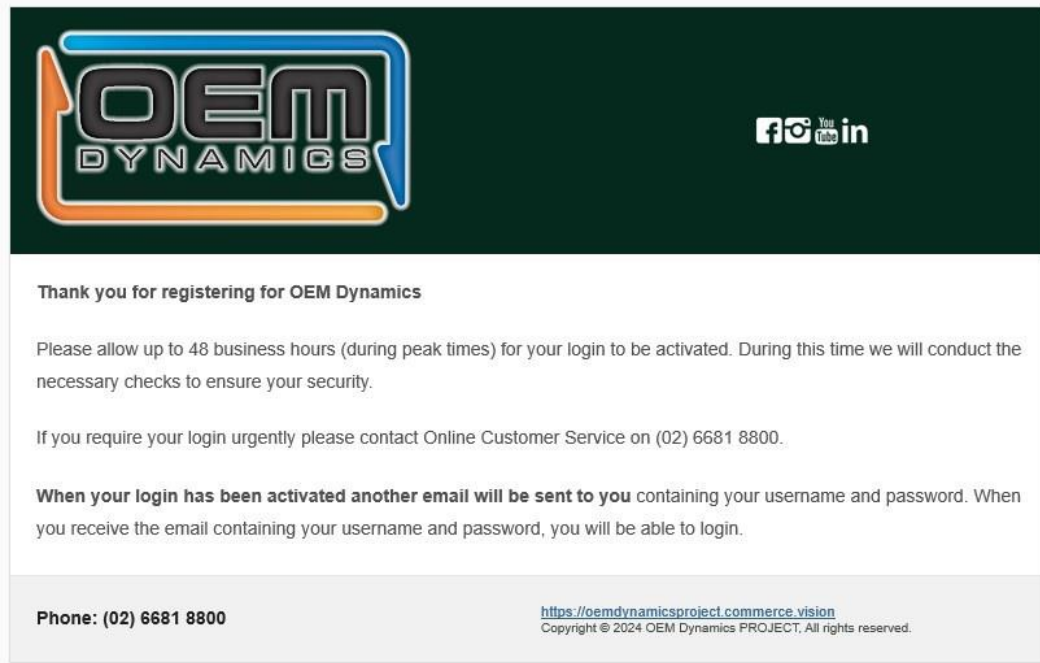 OEM
DYNAMICS
You
Tube
in
Thank you for registering for OEM Dynamics
Please allow up to 48 business hours (during peak times) for your login to be activated. During this time we will conduct the
necessary checks to ensure your security.
If you require your login urgently please contact Online Customer Service on (02) 6681 8800.
When your login has been activated another email will be sent to you containing your username and password. When
you receive the email containing your username and password, you will be able to login.
Phone: (02) 6681 8800
https://oemdynamicsproject.commerce.vision
Copyright © 2024 OEM Dynamics PROJECT, All rights reserved.